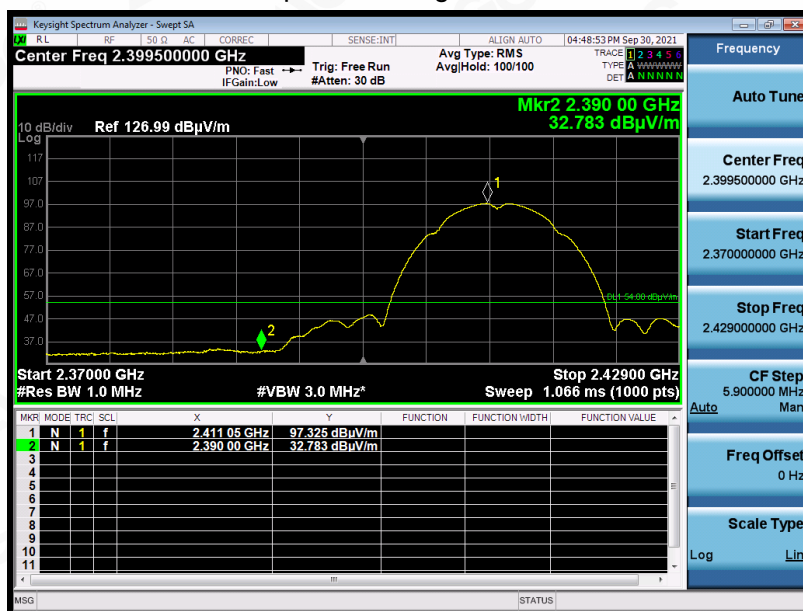 Keysight Spectrum Analyzer - Swept SA
LXI RL RF 50 Ω AC CORREC SENSE:INT ALIGN AUTO 04:48:53 PM Sep 30, 2021
Center Freq 2.399500000 GHz
PNO: Fast
IFGain:Low
Trig: Free Run
#Atten: 30 dB
Avg Type: RMS
Avg|Hold: 100/100
TRACE 1 2 3 4 5 6
TYPE A WWWWW
DET A N N N N N
Mkr2 2.390 00 GHz
32.783 dBµV/m
10 dB/div Ref 126.99 dBµV/m
Log
117
107
97.0
87.0
77.0
67.0
57.0
47.0
37.0
1
2
DL1 54.00 dBµV/m
Start 2.37000 GHz Stop 2.42900 GHz
#Res BW 1.0 MHz #VBW 3.0 MHz* Sweep 1.066 ms (1000 pts)
MKR MODE TRC SCL X Y FUNCTION FUNCTION WIDTH FUNCTION VALUE
1 N 1 f 2.411 05 GHz 97.325 dBµV/m
2 N 1 f 2.390 00 GHz 32.783 dBµV/m
3
4
5
6
7
8
9
10
11
MSG STATUS
Frequency
Auto Tune
Center Freq
2.399500000 GHz
Start Freq
2.370000000 GHz
Stop Freq
2.429000000 GHz
CF Step
5.900000 MHz
Auto Man
Freq Offset
0 Hz
Scale Type
Log Lin